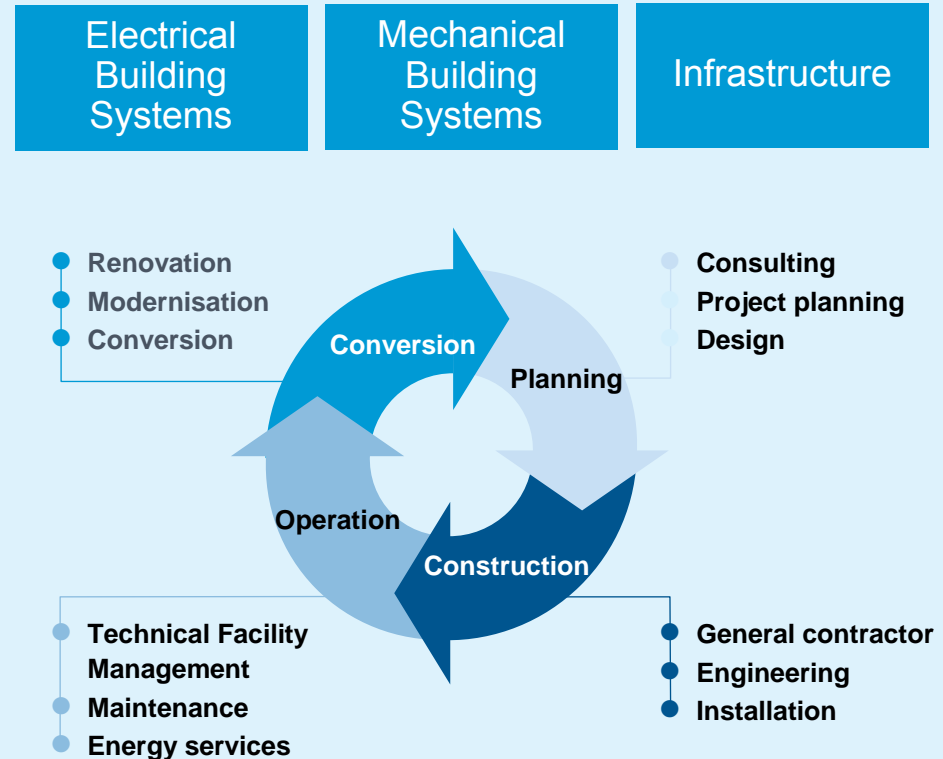 Electrical
Building
Systems
Mechanical
Building
Systems
Infrastructure
Renovation
Modernisation
Conversion
Consulting
Project planning
Design
Conversion
Planning
Operation
Construction
Technical Facility
Management
Maintenance
Energy services
General contractor
Engineering
Installation